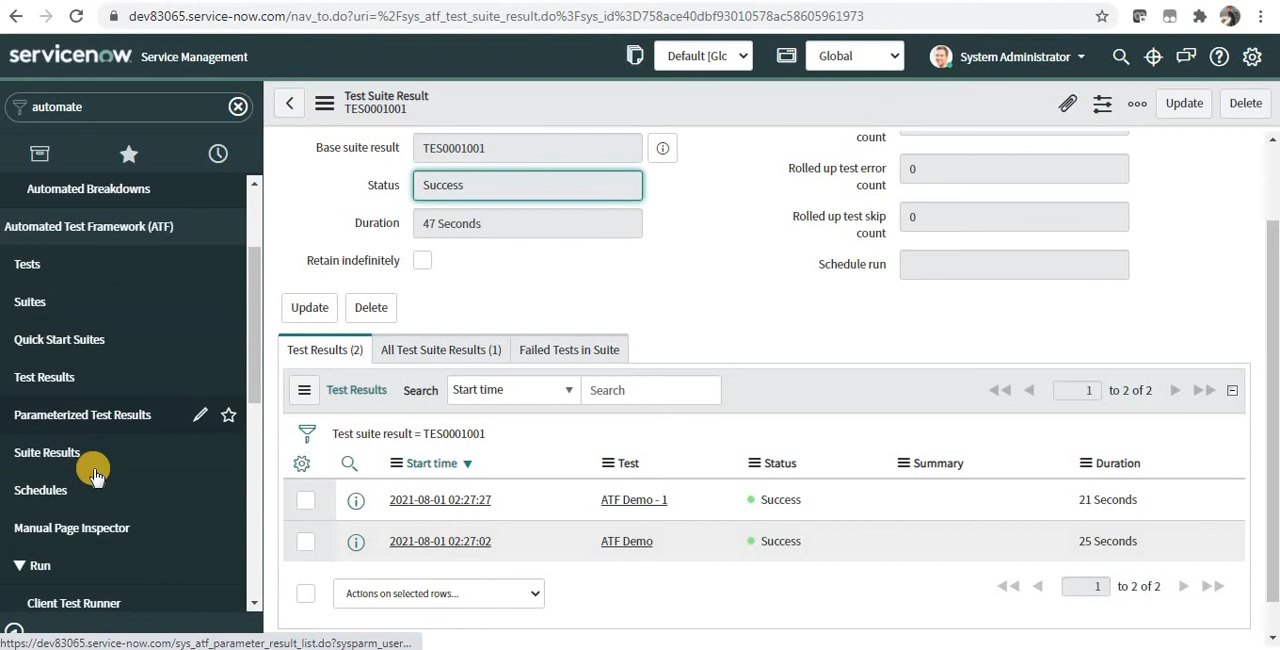 dev83065.service-now.com/nav_to.do?uri=%2Fsys_atf_test_suite_result.do%3Fsys_id%3D758ace40dbf93010578ac58605961973
servicenow Service Management
Default [Glc
Global
System Administrator
automate
Automated Breakdowns
Automated Test Framework (ATF)
Tests
Suites
Quick Start Suites
Test Results
Parameterized Test Results
Suite Results
Schedules
Manual Page Inspector
Run
Client Test Runner
Test Suite Result
TES0001001
Update
Delete
Base suite result TES0001001
Status Success
Duration 47 Seconds
Retain indefinitely
count
Rolled up test error count 0
Rolled up test skip count 0
Schedule run
Update Delete
Test Results (2) All Test Suite Results (1) Failed Tests in Suite
Test Results Search Start time Search 1 to 2 of 2
Test suite result = TES0001001
Start time Test Status Summary Duration
2021-08-01 02:27:27 ATF Demo - 1 Success 21 Seconds
2021-08-01 02:27:02 ATF Demo Success 25 Seconds
Actions on selected rows... 1 to 2 of 2
https://dev83065.service-now.com/sys_atf_parameter_result_list.do?sysparm_user...